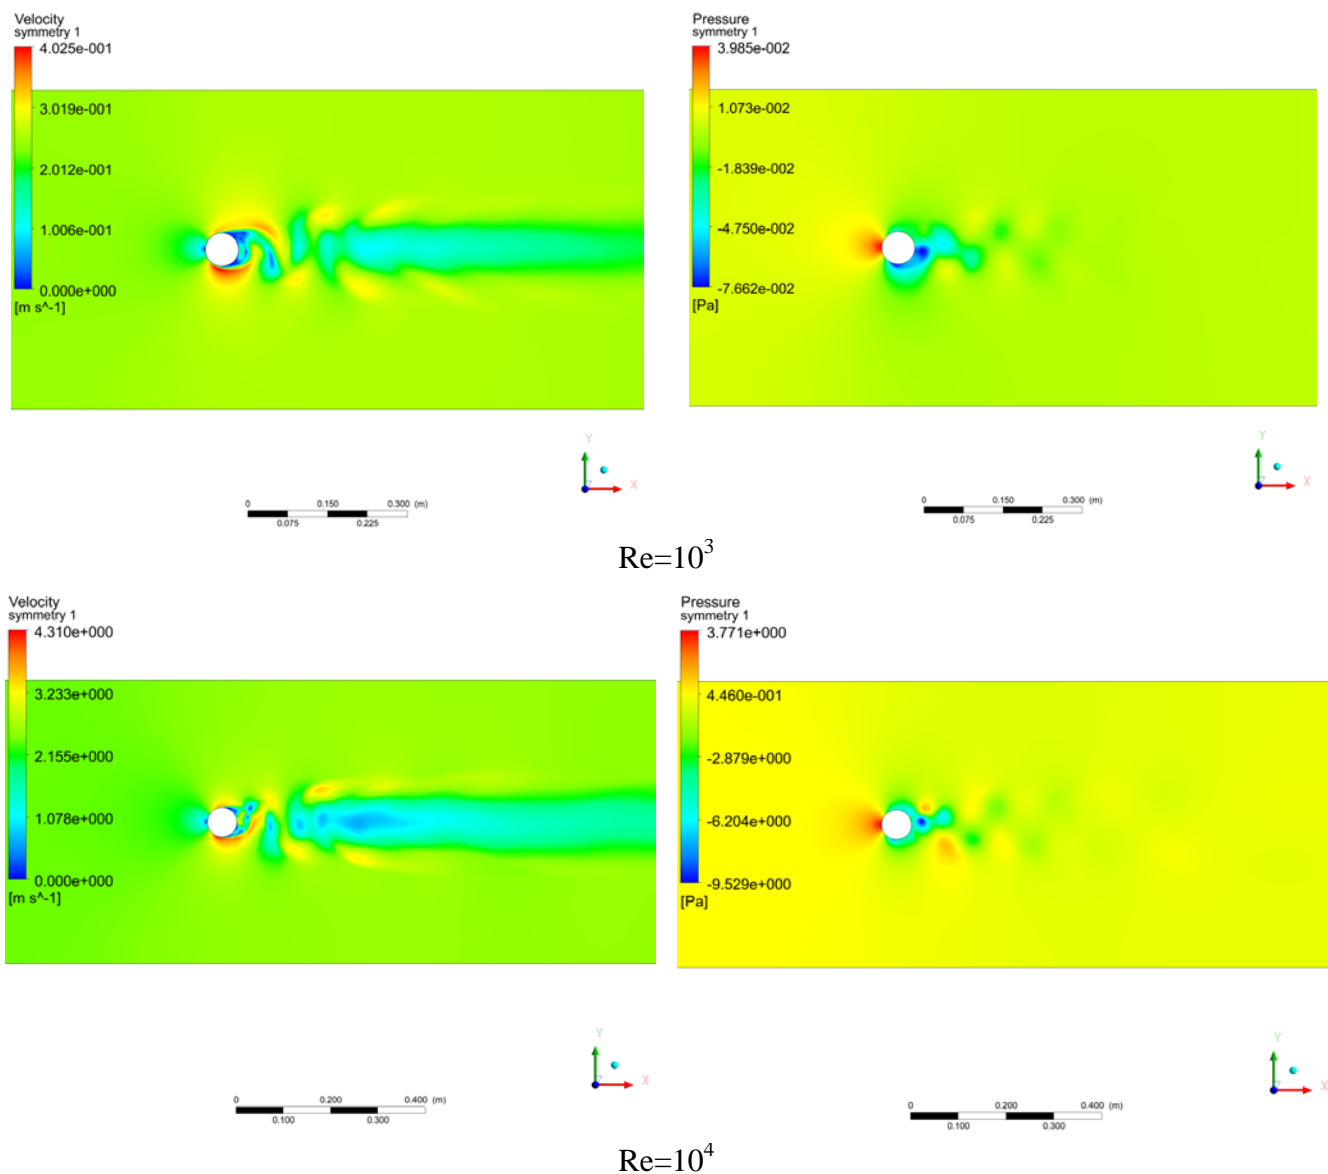 Velocity
symmetry 1
4.025e-001
3.019e-001
2.012e-001
1.006e-001
0.000e+000
[m s^-1]
Y
X
Z
0 0.150 0.300 (m)
0.075 0.225
Pressure
symmetry 1
3.985e-002
1.073e-002
-1.839e-002
-4.750e-002
-7.662e-002
[Pa]
Y
X
Z
0 0.150 0.300 (m)
0.075 0.225
Re=10³
Velocity
symmetry 1
4.310e+000
3.233e+000
2.155e+000
1.078e+000
0.000e+000
[m s^-1]
Y
X
Z
0 0.200 0.400 (m)
0.100 0.300
Pressure
symmetry 1
3.771e+000
4.460e-001
-2.879e+000
-6.204e+000
-9.529e+000
[Pa]
Y
X
Z
0 0.200 0.400 (m)
0.100 0.300
Re=10⁴